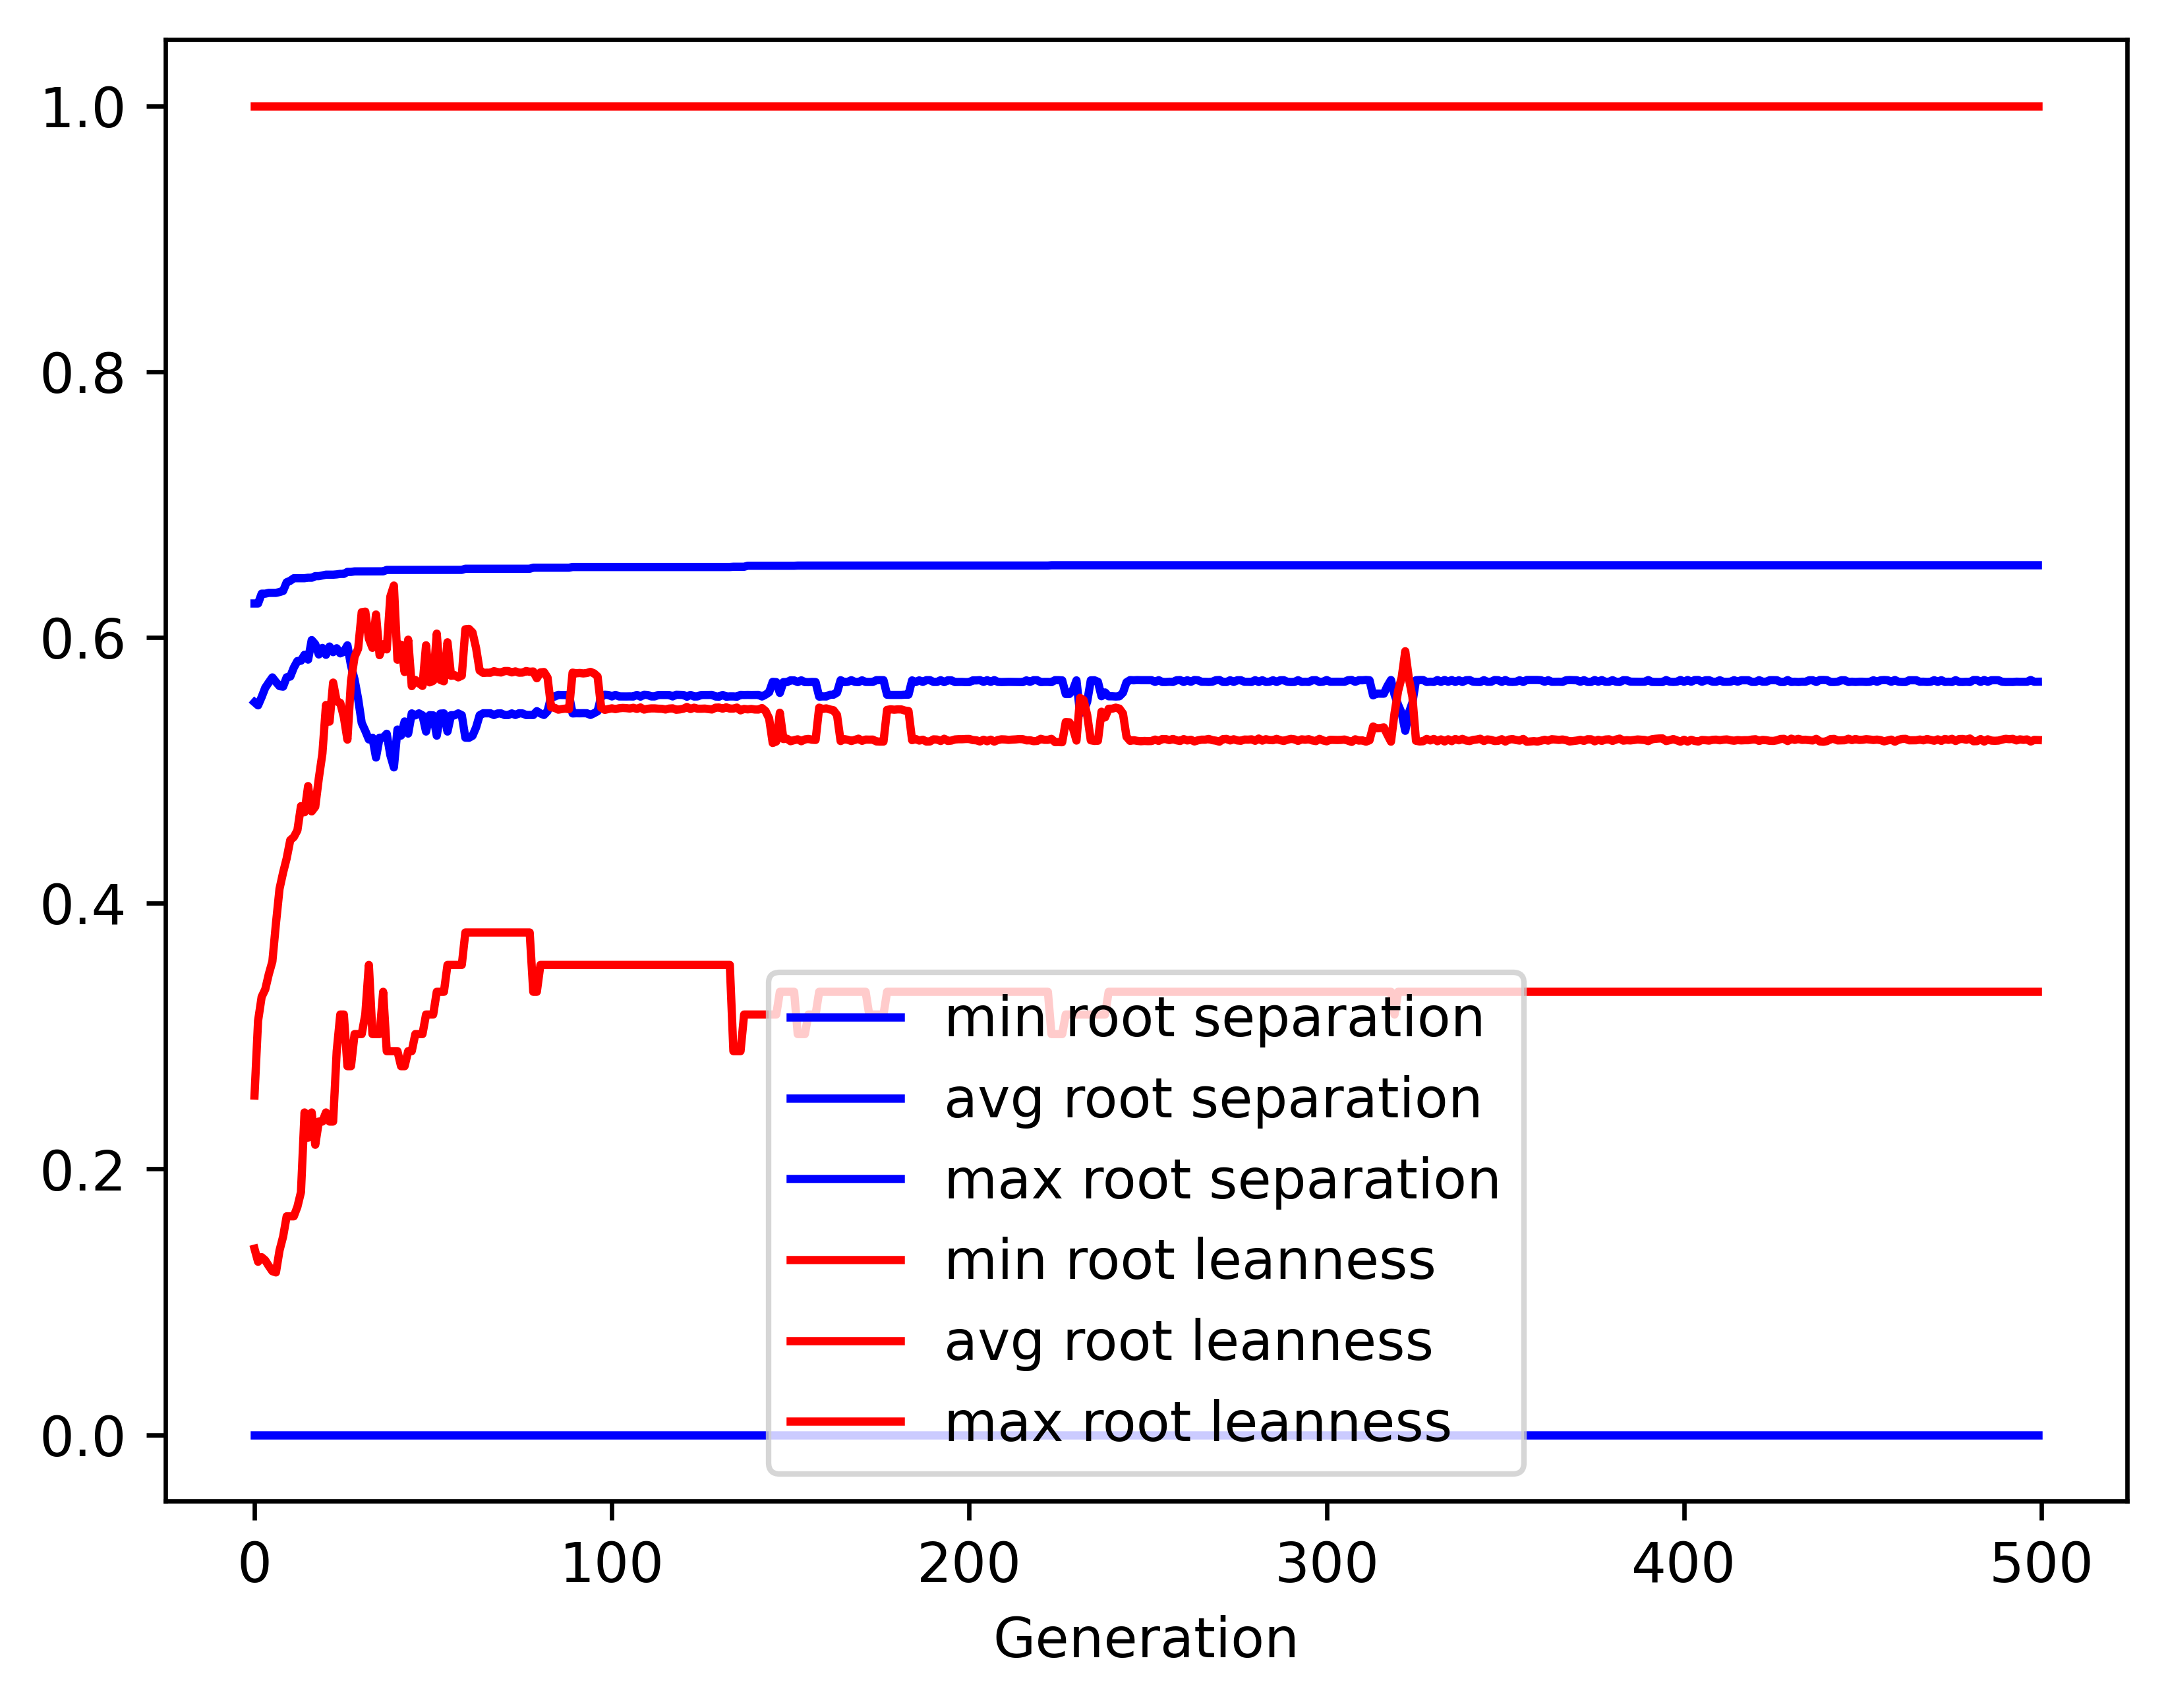 1.0
0.8
0.6
0.4
0.2
0.0
min root separation
avg root separation
max root separation
min root leanness
avg root leanness
max root leanness
0 100 200 300 400 500
Generation